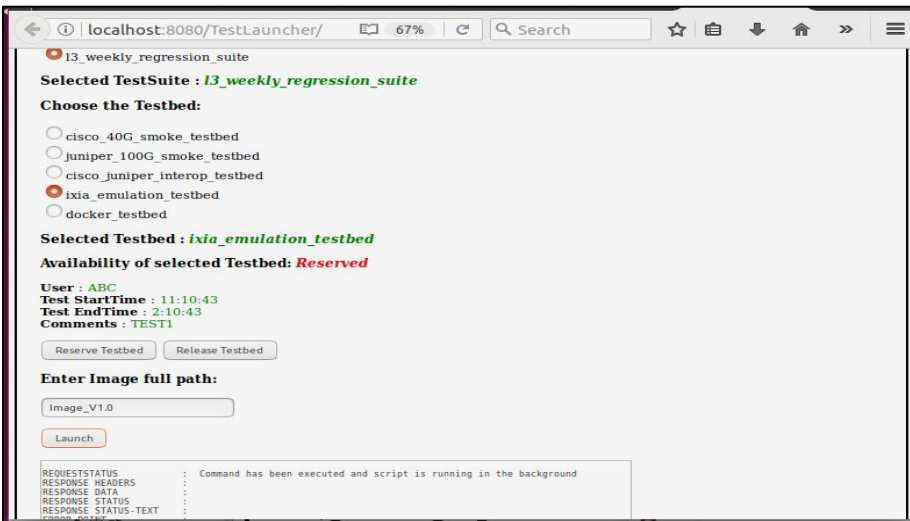 localhost:8080/TestLauncher/ 67% Search
l3_weekly_regression_suite
Selected TestSuite : l3_weekly_regression_suite
Choose the Testbed:
cisco_40G_smoke_testbed
juniper_100G_smoke_testbed
cisco_juniper_interop_testbed
ixia_emulation_testbed
docker_testbed
Selected Testbed : ixia_emulation_testbed
Availability of selected Testbed: Reserved
User : ABC
Test StartTime : 11:10:43
Test EndTime : 2:10:43
Comments : TEST1
Reserve Testbed Release Testbed
Enter Image full path:
Image_V1.0
Launch
REQUESTSTATUS : Command has been executed and script is running in the background
RESPONSE HEADERS :
RESPONSE DATA :
RESPONSE STATUS :
RESPONSE STATUS-TEXT :